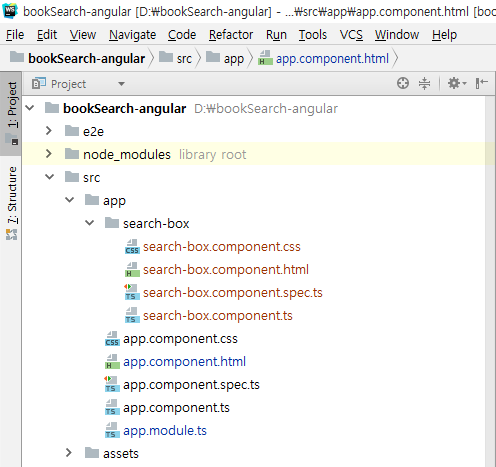 bookSearch-angular [D:₩bookSearch-angular] - ...₩src₩app₩app.component.html [boo
File Edit View Navigate Code Refactor Run Tools VCS Window Help
bookSearch-angular src app app.component.html
1: Project
Project
bookSearch-angular D:₩bookSearch-angular
e2e
node_modules library root
7: Structure
src
app
search-box
CSS search-box.component.css
H search-box.component.html
TS search-box.component.spec.ts
TS search-box.component.ts
CSS app.component.css
H app.component.html
TS app.component.spec.ts
TS app.component.ts
TS app.module.ts
assets